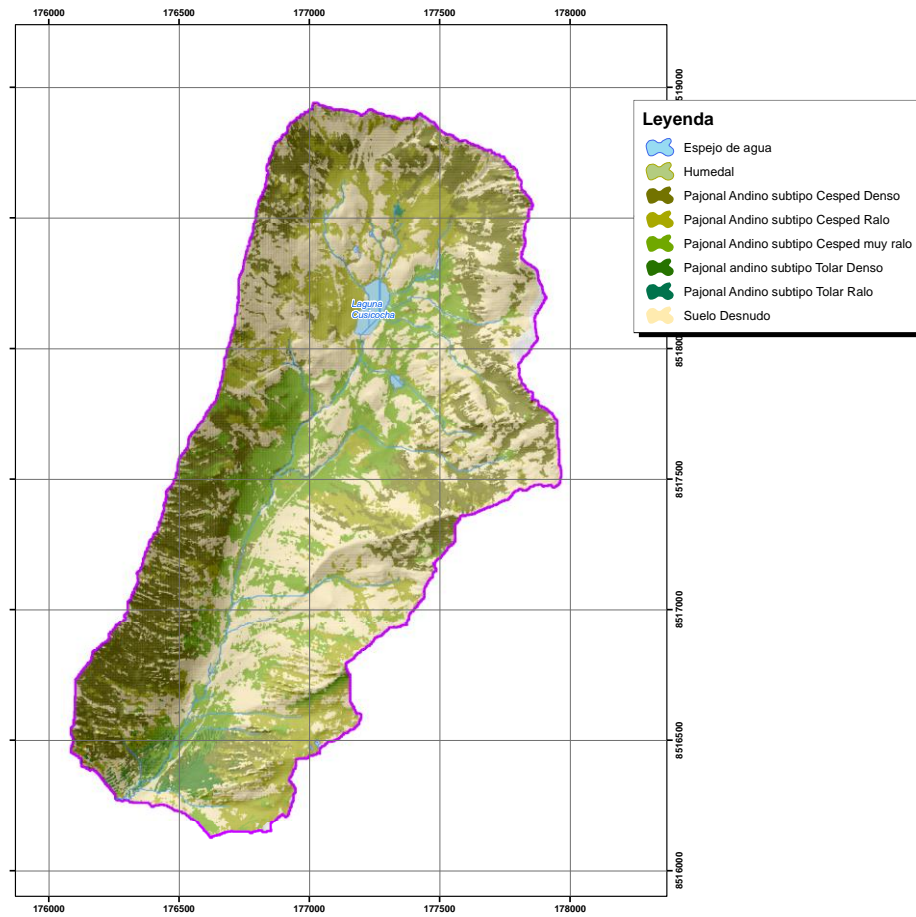 176000 176500 177000 177500 178000
8519000
Leyenda
Espejo de agua
Humedal
Pajonal Andino subtipo Cesped Denso
Pajonal Andino subtipo Cesped Ralo
Pajonal Andino subtipo Cesped muy ralo
Pajonal andino subtipo Tolar Denso
Pajonal Andino subtipo Tolar Ralo
Suelo Desnudo
Laguna
Cusicocha
8518000
8517500
8517000
8516500
8516000
176000 176500 177000 177500 178000